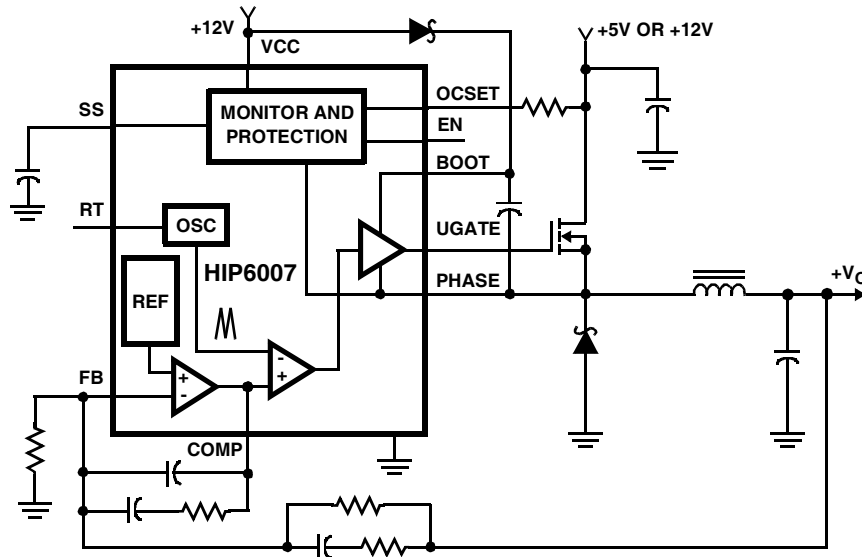 +12V
VCC
+5V OR +12V
SS
MONITOR AND
PROTECTION
OCSET
EN
BOOT
RT
OSC
UGATE
HIP6007
REF
PHASE
+VO
FB
+
-
-
+
COMP